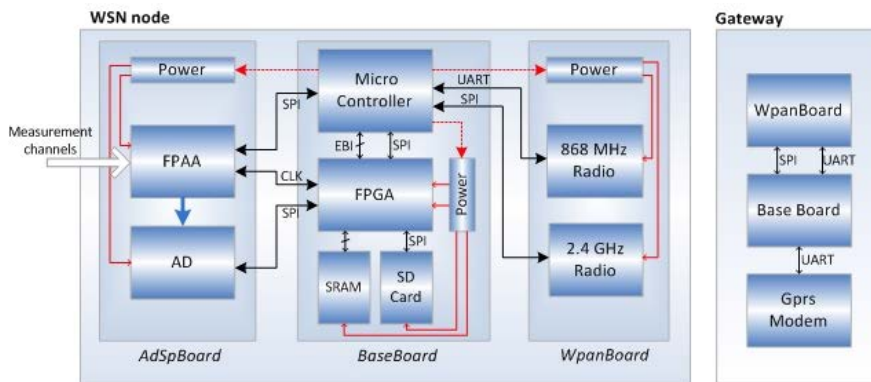 WSN node
Gateway
Power
Micro
Controller
UART
SPI
Power
SPI
Measurement
channels
FPAA
CLK
SPI
AD
EBI
SPI
FPGA
Power
SPI
SRAM
SD
Card
868 MHz
Radio
2.4 GHz
Radio
AdSpBoard
BaseBoard
WpanBoard
WpanBoard
SPI
UART
Base Board
UART
Gprs
Modem